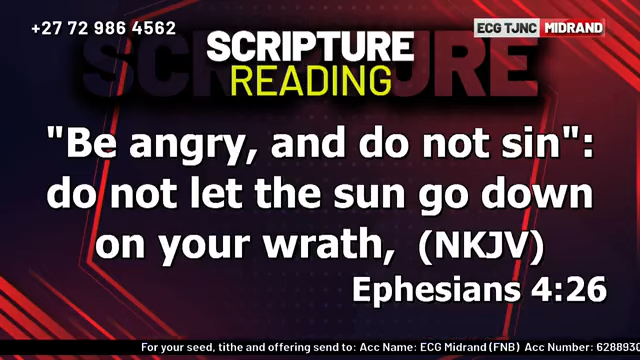 +27 72 986 4562
ECG TJNC MIDRAND
SCRIPTURE
READING
"Be angry, and do not sin":
do not let the sun go down
on your wrath, (NKJV)
Ephesians 4:26
For your seed, tithe and offering send to: Acc Name: ECG Midrand (FNB) Acc Number: 628893